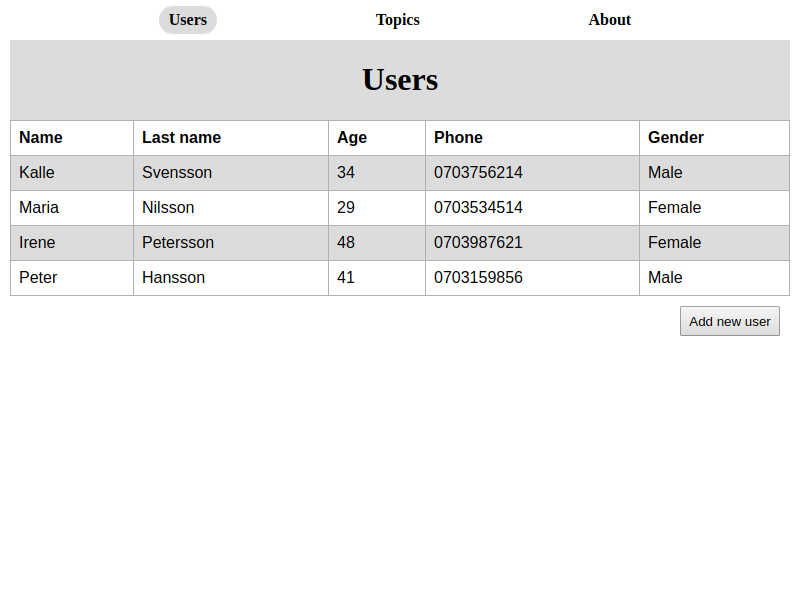 Users Topics About
Users
Name Last name Age Phone Gender
Kalle Svensson 34 0703756214 Male
Maria Nilsson 29 0703534514 Female
Irene Petersson 48 0703987621 Female
Peter Hansson 41 0703159856 Male
Add new user